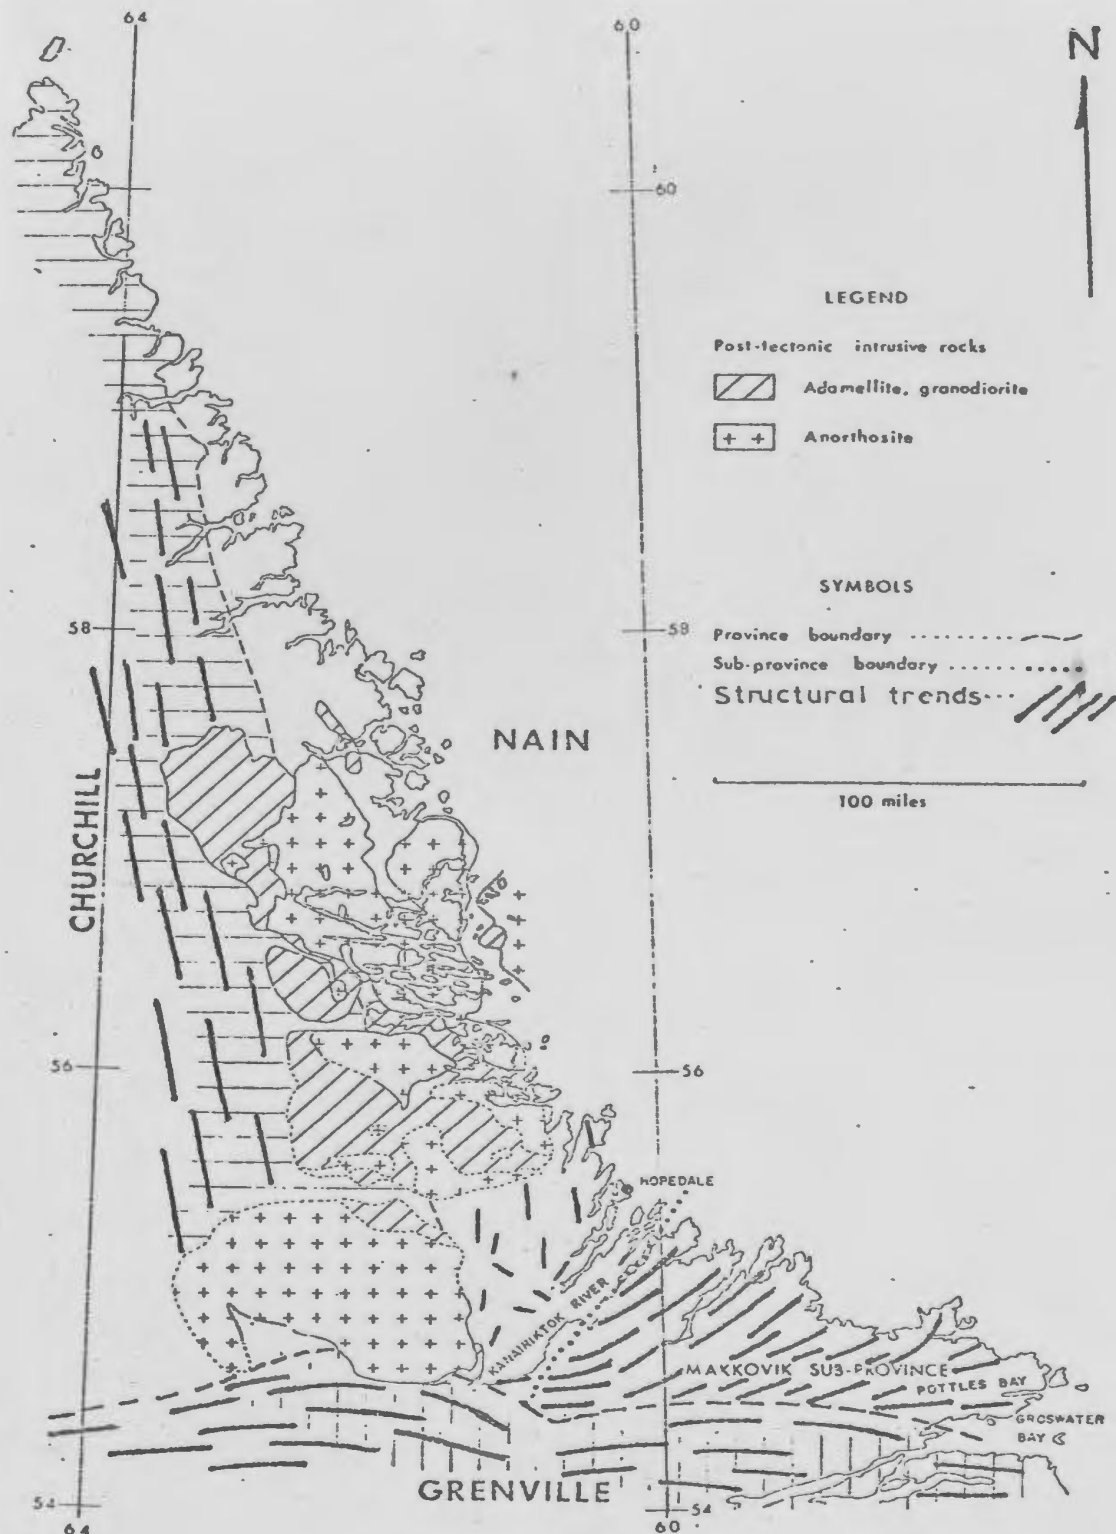 64
60
N
60
LEGEND
Post-tectonic intrusive rocks
Adamellite, granodiorite
Anorthosite
SYMBOLS
58
58
Province boundary
Sub-province boundary
Structural trends
NAIN
100 miles
CHURCHILL
56
56
HOPEDALE
KANAIRIKTOK RIVER
MAKKOVIK SUB-PROVINCE
POTTLES BAY
GROSWATER
BAY
GRENVILLE
54
54
64
60